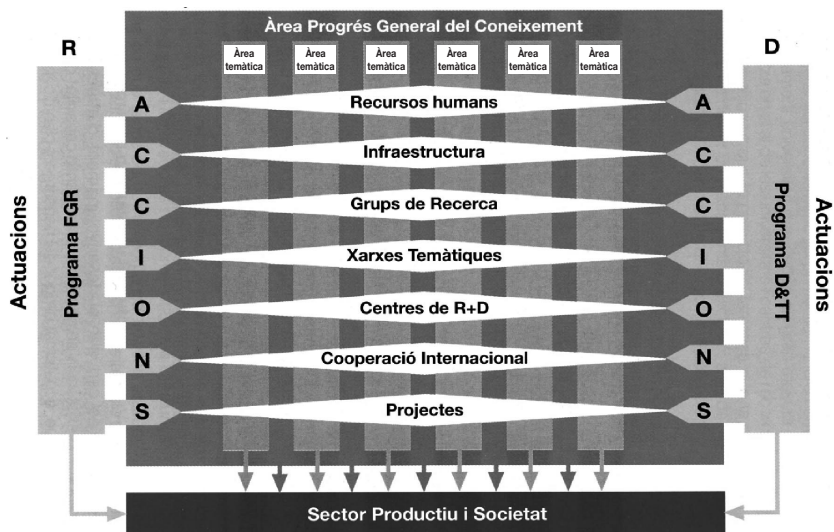 Àrea Progrés General del Coneixement
R
D
Àrea temàtica
Àrea temàtica
Àrea temàtica
Àrea temàtica
Àrea temàtica
Àrea temàtica
A
Recursos humans
A
C
Infraestructura
C
C
Grups de Recerca
C
I
Xarxes Temàtiques
I
O
Centres de R+D
O
N
Cooperació Internacional
N
S
Projectes
S
Actuacions
Programa FGR
Programa D&TT
Actuacions
Sector Productiu i Societat